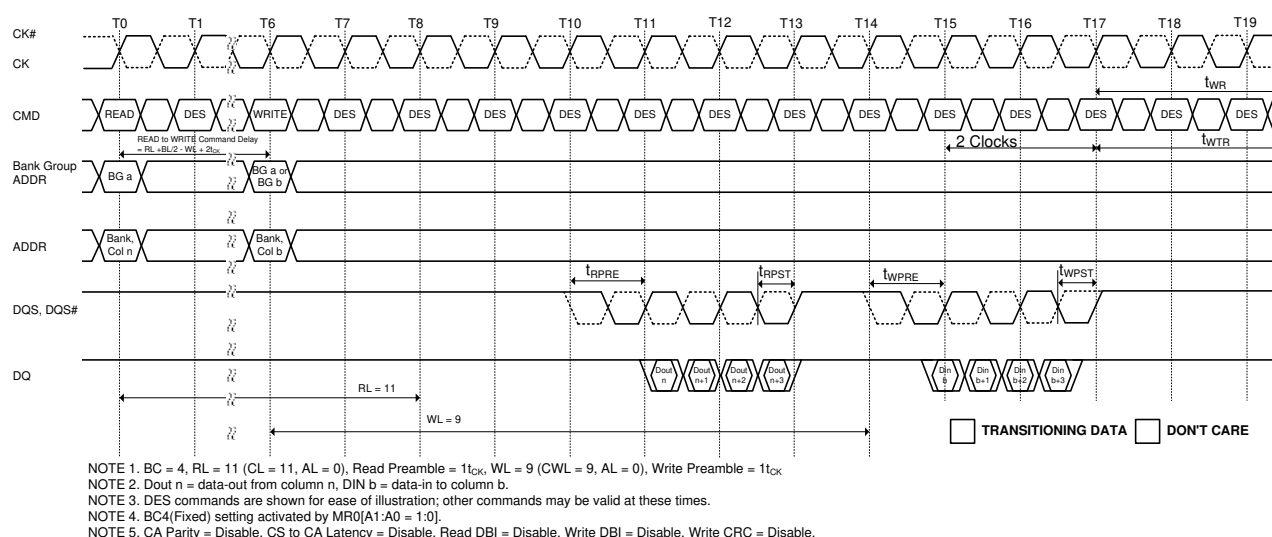 T0 T1 T6 T7 T8 T9 T10 T11 T12 T13 T14 T15 T16 T17 T18 T19
CK#
CK
tWR
CMD READ DES WRITE DES DES DES DES DES DES DES DES DES DES DES DES DES
READ to WRITE Command Delay
= RL +BL/2 - WL + 2tCK
2 Clocks tWTR
Bank Group
ADDR
BG a
BG a or
BG b
ADDR
Bank,
Col n
Bank,
Col b
tRPRE tRPST tWPRE tWPST
DQS, DQS#
DQ
Dout
n
Dout
n+1
Dout
n+2
Dout
n+3
Din
b
Din
b+1
Din
b+2
Din
b+3
RL = 11
WL = 9
TRANSITIONING DATA DON'T CARE
NOTE 1. BC = 4, RL = 11 (CL = 11, AL = 0), Read Preamble = 1tCK, WL = 9 (CWL = 9, AL = 0), Write Preamble = 1tCK
NOTE 2. Dout n = data-out from column n, DIN b = data-in to column b.
NOTE 3. DES commands are shown for ease of illustration; other commands may be valid at these times.
NOTE 4. BC4(Fixed) setting activated by MR0[A1:A0 = 1:0].
NOTE 5. CA Parity = Disable, CS to CA Latency = Disable, Read DBI = Disable, Write DBI = Disable, Write CRC = Disable.